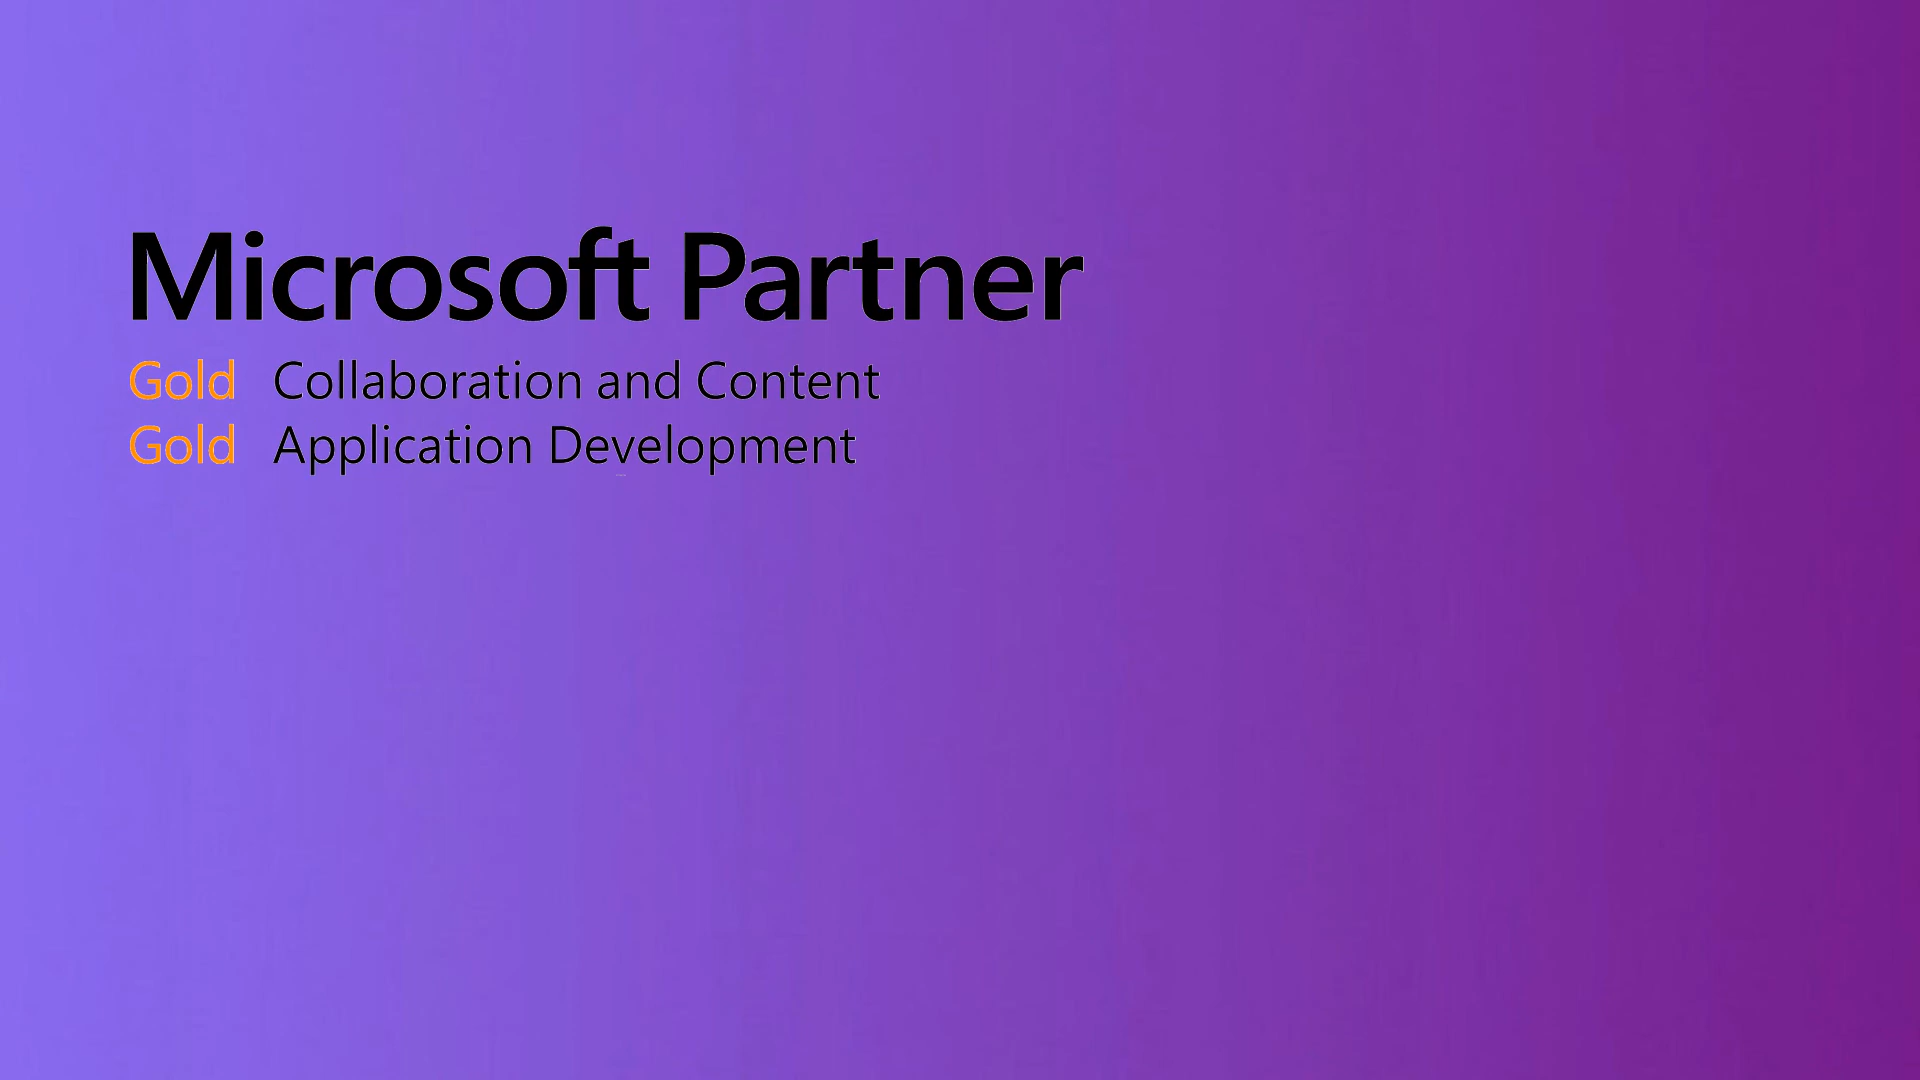 Microsoft Partner
Gold Collaboration and Content
Gold Application Development